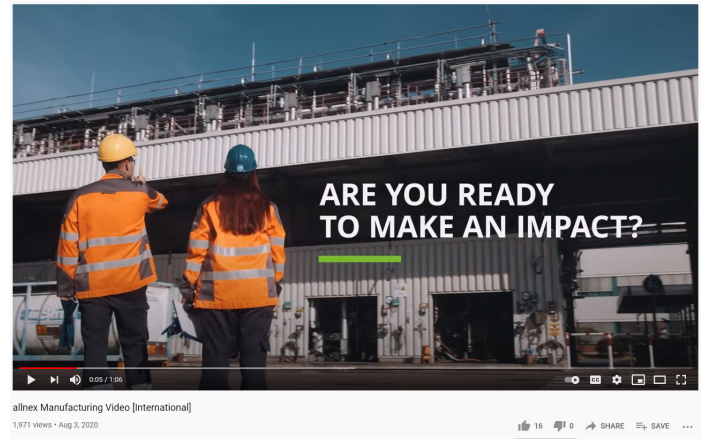 ARE YOU READY
TO MAKE AN IMPACT?
0:05 / 1:06
CC
allnex Manufacturing Video [International]
1,971 views • Aug 3, 2020
16
0
SHARE
SAVE